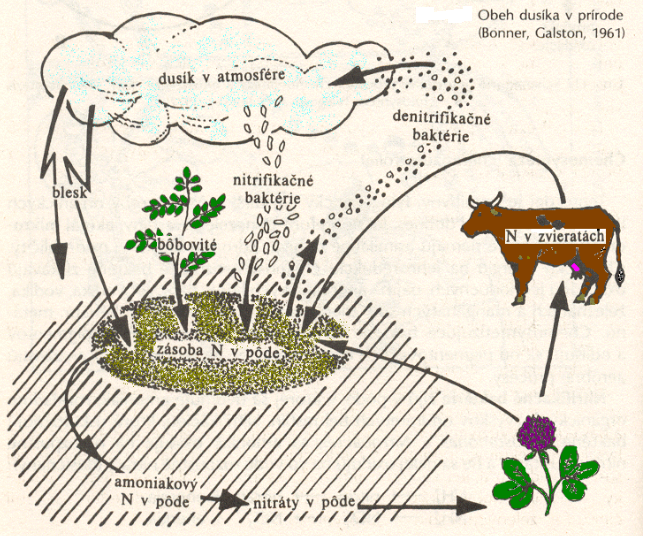 Obeh dusíka v prírode
(Bonner, Galston, 1961)
dusík v atmosfére
denitrifikačné
baktérie
blesk
nitrifikačné
baktérie
bôbovité
N v zvieratách
zásoba N v pôde
amoniakový
N v pôde
nitráty v pôde